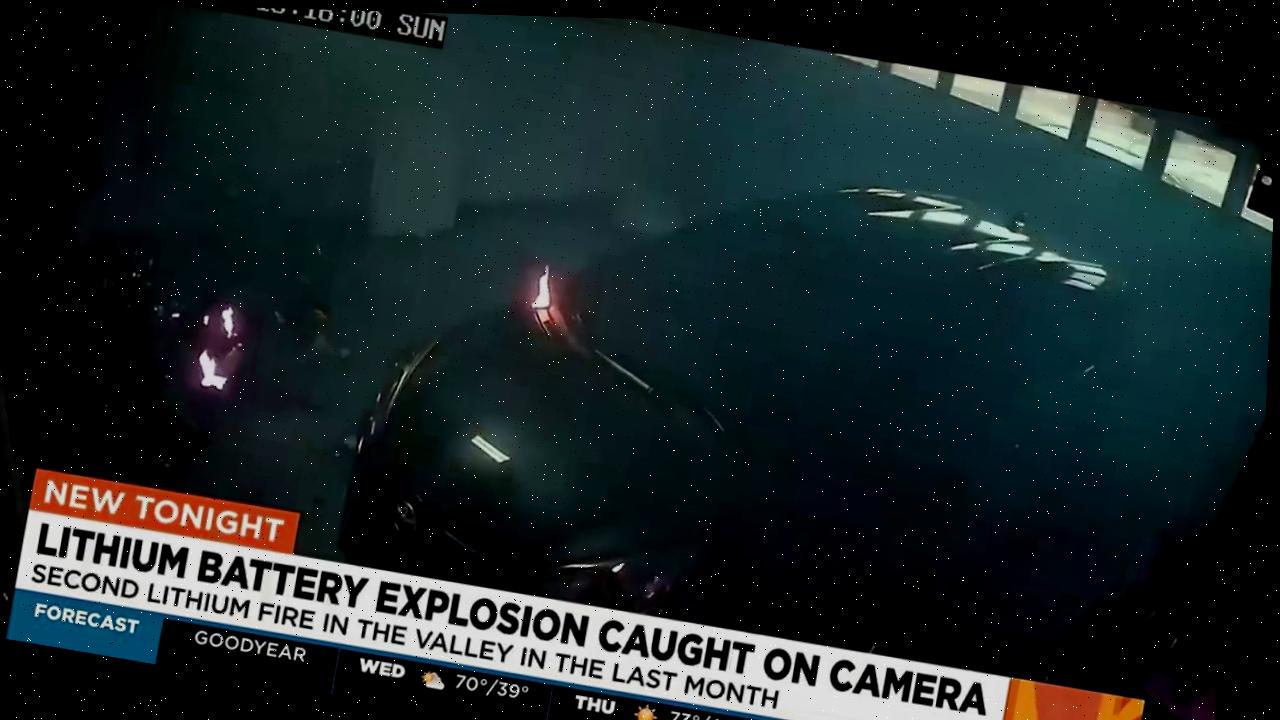 :16:00 SUN
NEW TONIGHT
LITHIUM BATTERY EXPLOSION CAUGHT ON CAMERA
SECOND LITHIUM FIRE IN THE VALLEY IN THE LAST MONTH
FORECAST
GOODYEAR
WED 70°/39°
THU